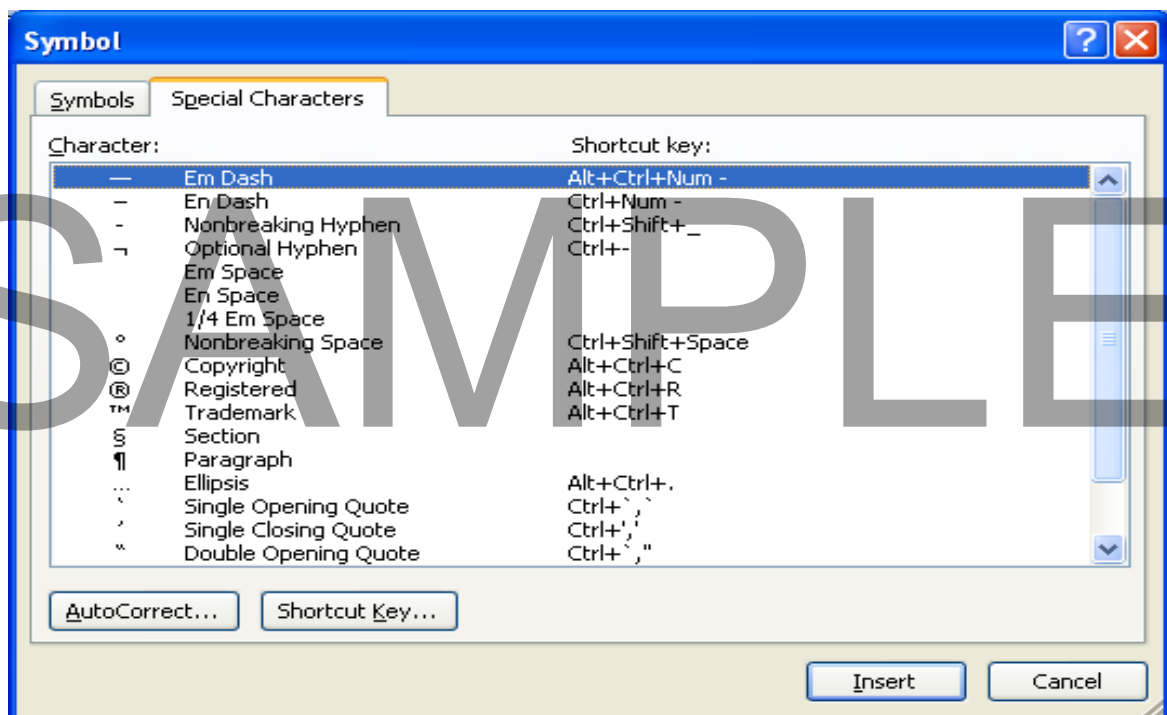 Symbol
Symbols Special Characters
Character: Shortcut key:
— Em Dash Alt+Ctrl+Num -
– En Dash Ctrl+Num -
- Nonbreaking Hyphen Ctrl+Shift+_
¬ Optional Hyphen Ctrl+-
Em Space
En Space
1/4 Em Space
° Nonbreaking Space Ctrl+Shift+Space
© Copyright Alt+Ctrl+C
® Registered Alt+Ctrl+R
™ Trademark Alt+Ctrl+T
§ Section
¶ Paragraph
… Ellipsis Alt+Ctrl+.
‘ Single Opening Quote Ctrl+`,`
’ Single Closing Quote Ctrl+','
“ Double Opening Quote Ctrl+`,"
SAMPLE
AutoCorrect... Shortcut Key...
Insert Cancel